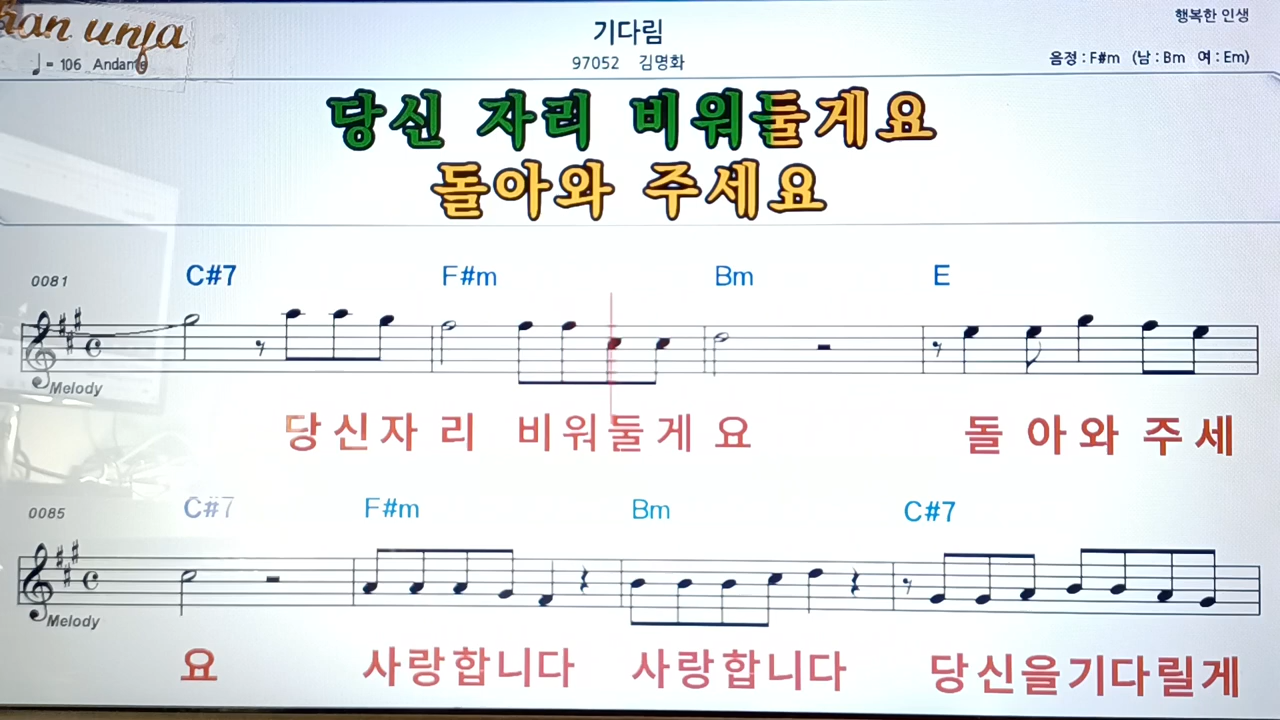 han unja
행복한 인생
기다림
♩= 106 Andante
97052 김명화
음정 : F#m (남 : Bm 여 : Em)
당신 자리 비워둘게요
돌아와 주세요
0081 C#7 F#m Bm E
Melody
당신자리 비워둘게요 돌아와주세
0085 C#7 F#m Bm C#7
Melody
요 사랑합니다 사랑합니다 당신을기다릴게